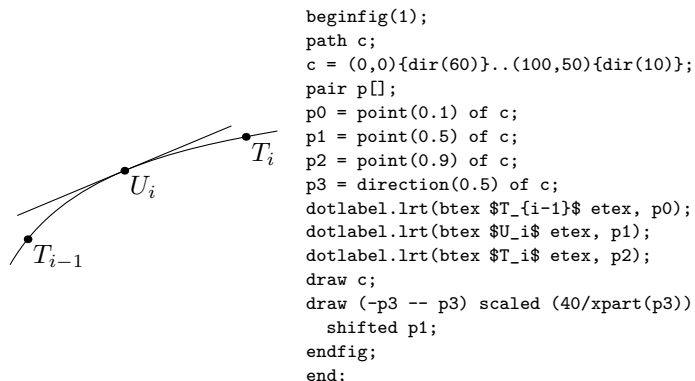 T_i
U_i
T_{i−1}
beginfig(1);
path c;
c = (0,0){dir(60)}..(100,50){dir(10)};
pair p[];
p0 = point(0.1) of c;
p1 = point(0.5) of c;
p2 = point(0.9) of c;
p3 = direction(0.5) of c;
dotlabel.lrt(btex $T_{i-1}$ etex, p0);
dotlabel.lrt(btex $U_i$ etex, p1);
dotlabel.lrt(btex $T_i$ etex, p2);
draw c;
draw (-p3 -- p3) scaled (40/xpart(p3))
shifted p1;
endfig;
end;